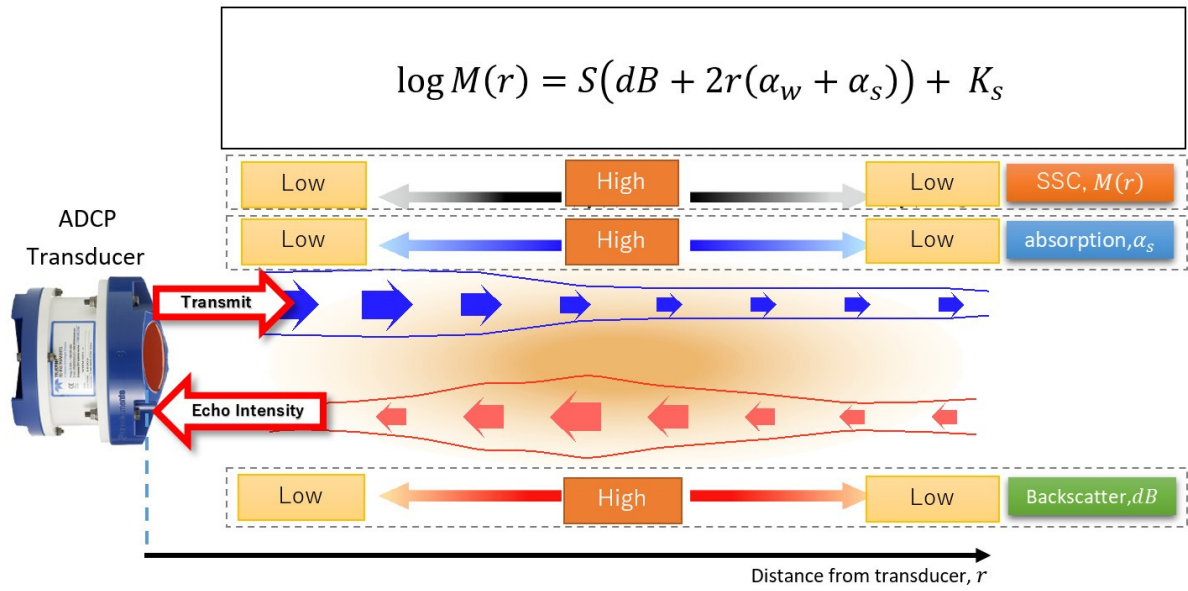 log M(r) = S(dB + 2r(α_w + α_s)) + K_s
Low High Low SSC, M(r)
Low High Low absorption,α_s
ADCP
Transducer
Transmit
Echo Intensity
Low High Low Backscatter,dB
Distance from transducer, r